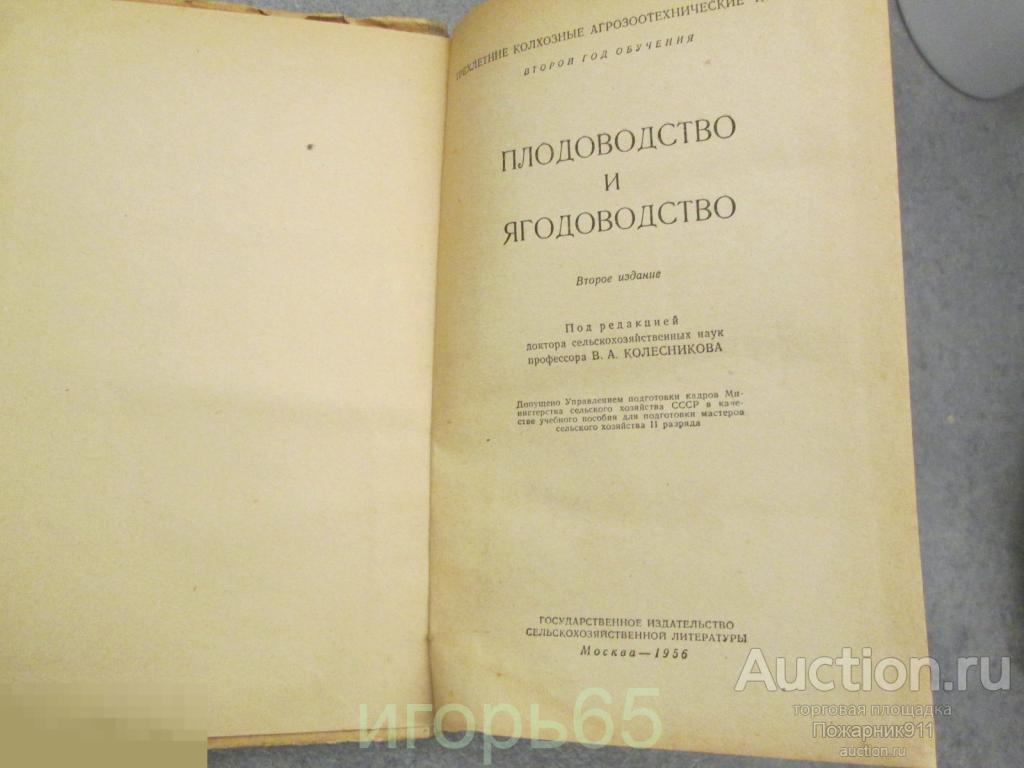 ТРЕХЛЕТНИЕ КОЛХОЗНЫЕ АГРОЗООТЕХНИЧЕСКИЕ
ВТОРОЙ ГОД ОБУЧЕНИЯ
ПЛОДОВОДСТВО
И
ЯГОДОВОДСТВО
Второе издание
Под редакцией
доктора сельскохозяйственных наук
профессора В. А. КОЛЕСНИКОВА
Допущено Управлением подготовки кадров Ми-
нистерства сельского хозяйства СССР в каче-
стве учебного пособия для подготовки мастеров
сельского хозяйства II разряда
ГОСУДАРСТВЕННОЕ ИЗДАТЕЛЬСТВО
СЕЛЬСКОХОЗЯЙСТВЕННОЙ ЛИТЕРАТУРЫ
Москва—1956
Auction.ru
торговая площадка
Пожарник911
auction.ru
игорь65